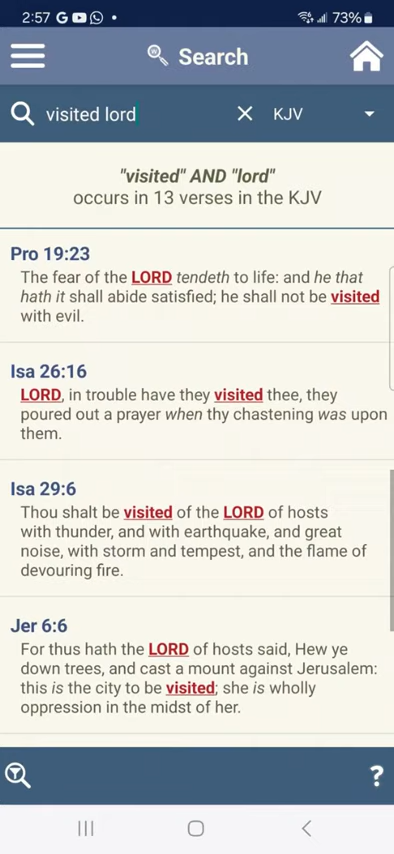 2:57 G 73%
Search
visited lord KJV
"visited" AND "lord"
occurs in 13 verses in the KJV
Pro 19:23
The fear of the LORD tendeth to life: and he that
hath it shall abide satisfied; he shall not be visited
with evil.
Isa 26:16
LORD, in trouble have they visited thee, they
poured out a prayer when thy chastening was upon
them.
Isa 29:6
Thou shalt be visited of the LORD of hosts
with thunder, and with earthquake, and great
noise, with storm and tempest, and the flame of
devouring fire.
Jer 6:6
For thus hath the LORD of hosts said, Hew ye
down trees, and cast a mount against Jerusalem:
this is the city to be visited; she is wholly
oppression in the midst of her.
?